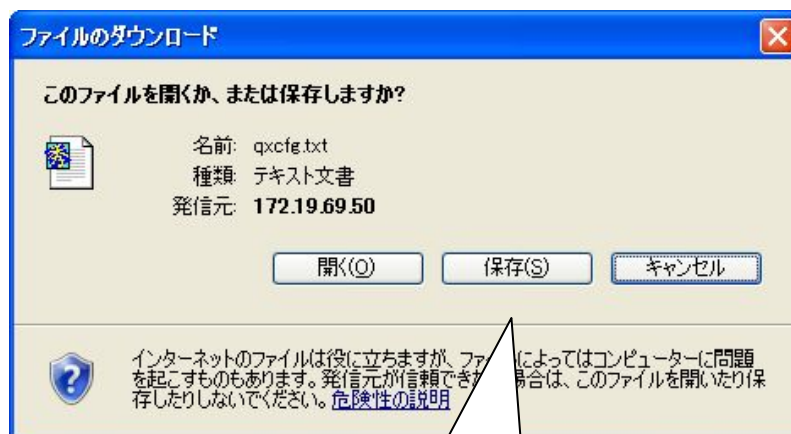 ファイルのダウンロード
このファイルを開くか、または保存しますか?
名前: qxcfg.txt
種類: テキスト文書
発信元: 172.19.69.50
開く(O) 保存(S) キャンセル
インターネットのファイルは役に立ちますが、ファ によってはコンピューターに問題
を起こすものもあります。発信元が信頼でき 場合は、このファイルを開いたり保
存したりしないでください。危険性の説明